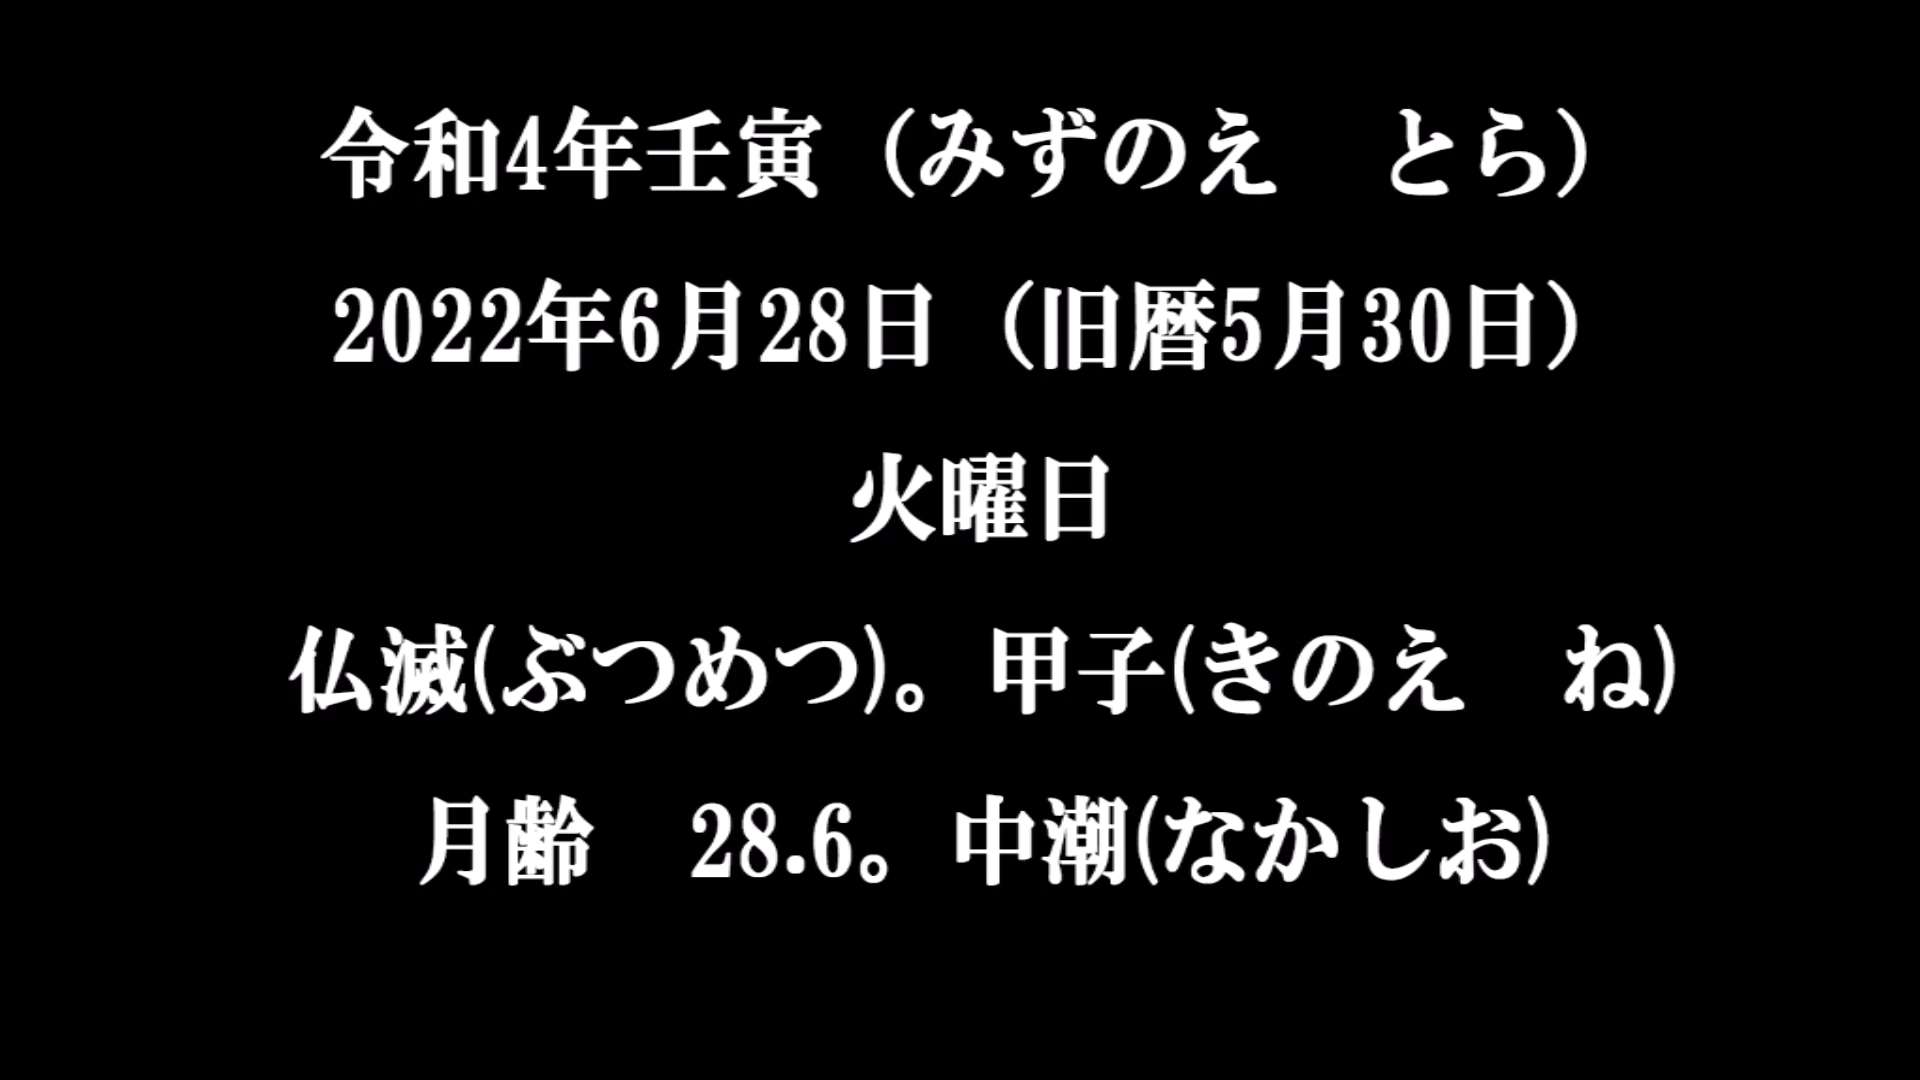 令和4年壬寅（みずのえ　とら）
2022年6月28日（旧暦5月30日）
火曜日
仏滅(ぶつめつ)。甲子(きのえ　ね)
月齢　28.6。中潮(なかしお)